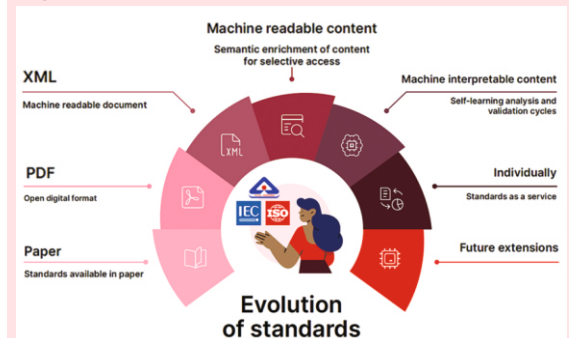 Machine readable content
Semantic enrichment of content
for selective access
XML
Machine readable document
Machine interpretable content
Self-learning analysis and
validation cycles
PDF
Open digital format
Individually
Standards as a service
Paper
Standards available in paper
Future extensions
XML
IEC
ISO
Evolution
of standards